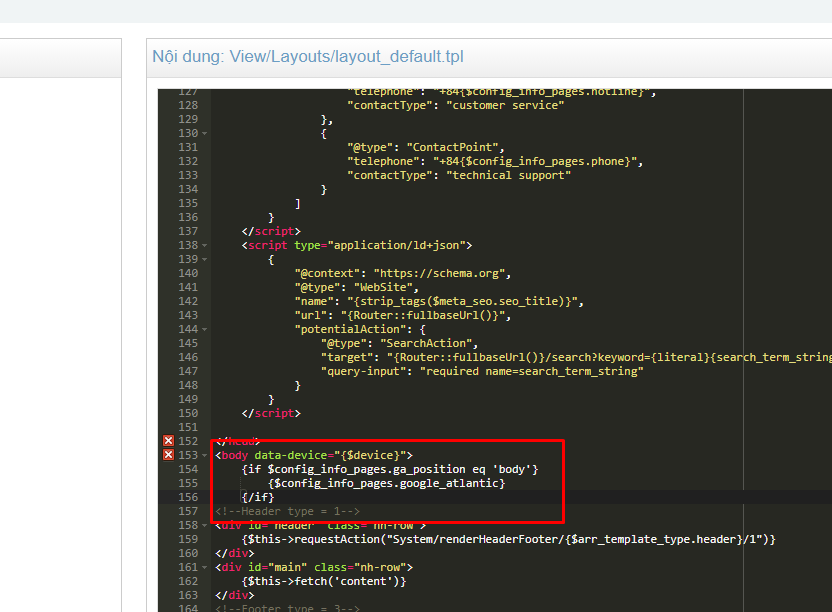 Nội dung: View/Layouts/layout_default.tpl
127 "telephone": "+84{$config_info_pages.hotline}",
128 "contactType": "customer service"
129 },
130 {
131 "@type": "ContactPoint",
132 "telephone": "+84{$config_info_pages.phone}",
133 "contactType": "technical support"
134 }
135 ]
136 }
137 </script>
138 <script type="application/ld+json">
139 {
140 "@context": "https://schema.org",
141 "@type": "WebSite",
142 "name": "{strip_tags($meta_seo.seo_title)}",
143 "url": "{Router::fullbaseUrl()}",
144 "potentialAction": {
145 "@type": "SearchAction",
146 "target": "{Router::fullbaseUrl()}/search?keyword={literal}{search_term_string
147 "query-input": "required name=search_term_string"
148 }
149 }
150 </script>
151
152 </head>
153 <body data-device="{$device}">
154 {if $config_info_pages.ga_position eq 'body'}
155 {$config_info_pages.google_atlantic}
156 {/if}
157 <!--Header type = 1-->
158 <div id="header" class="nh-row">
159 {$this->requestAction("System/renderHeaderFooter/{$arr_template_type.header}/1")}
160 </div>
161 <div id="main" class="nh-row">
162 {$this->fetch('content')}
163 </div>
164 <!--Footer type = 3-->